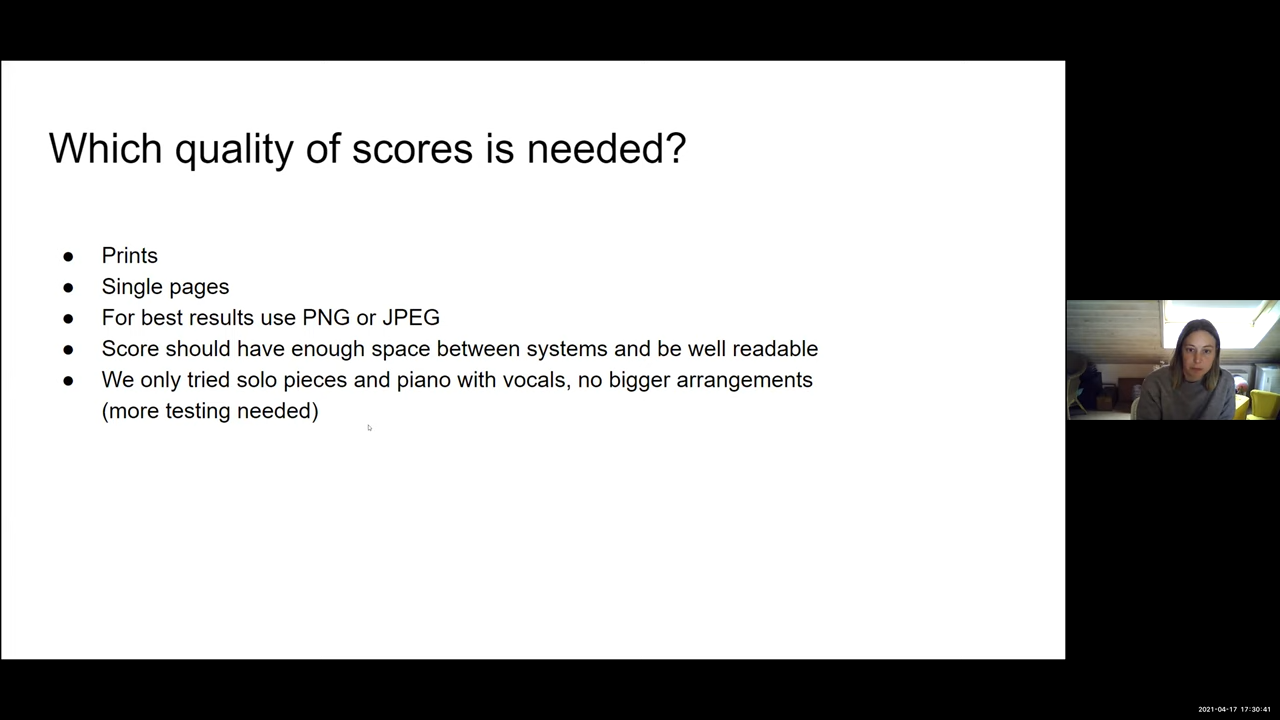 Which quality of scores is needed?
● Prints
● Single pages
● For best results use PNG or JPEG
● Score should have enough space between systems and be well readable
● We only tried solo pieces and piano with vocals, no bigger arrangements
(more testing needed)
2021-04-17 17:30:41